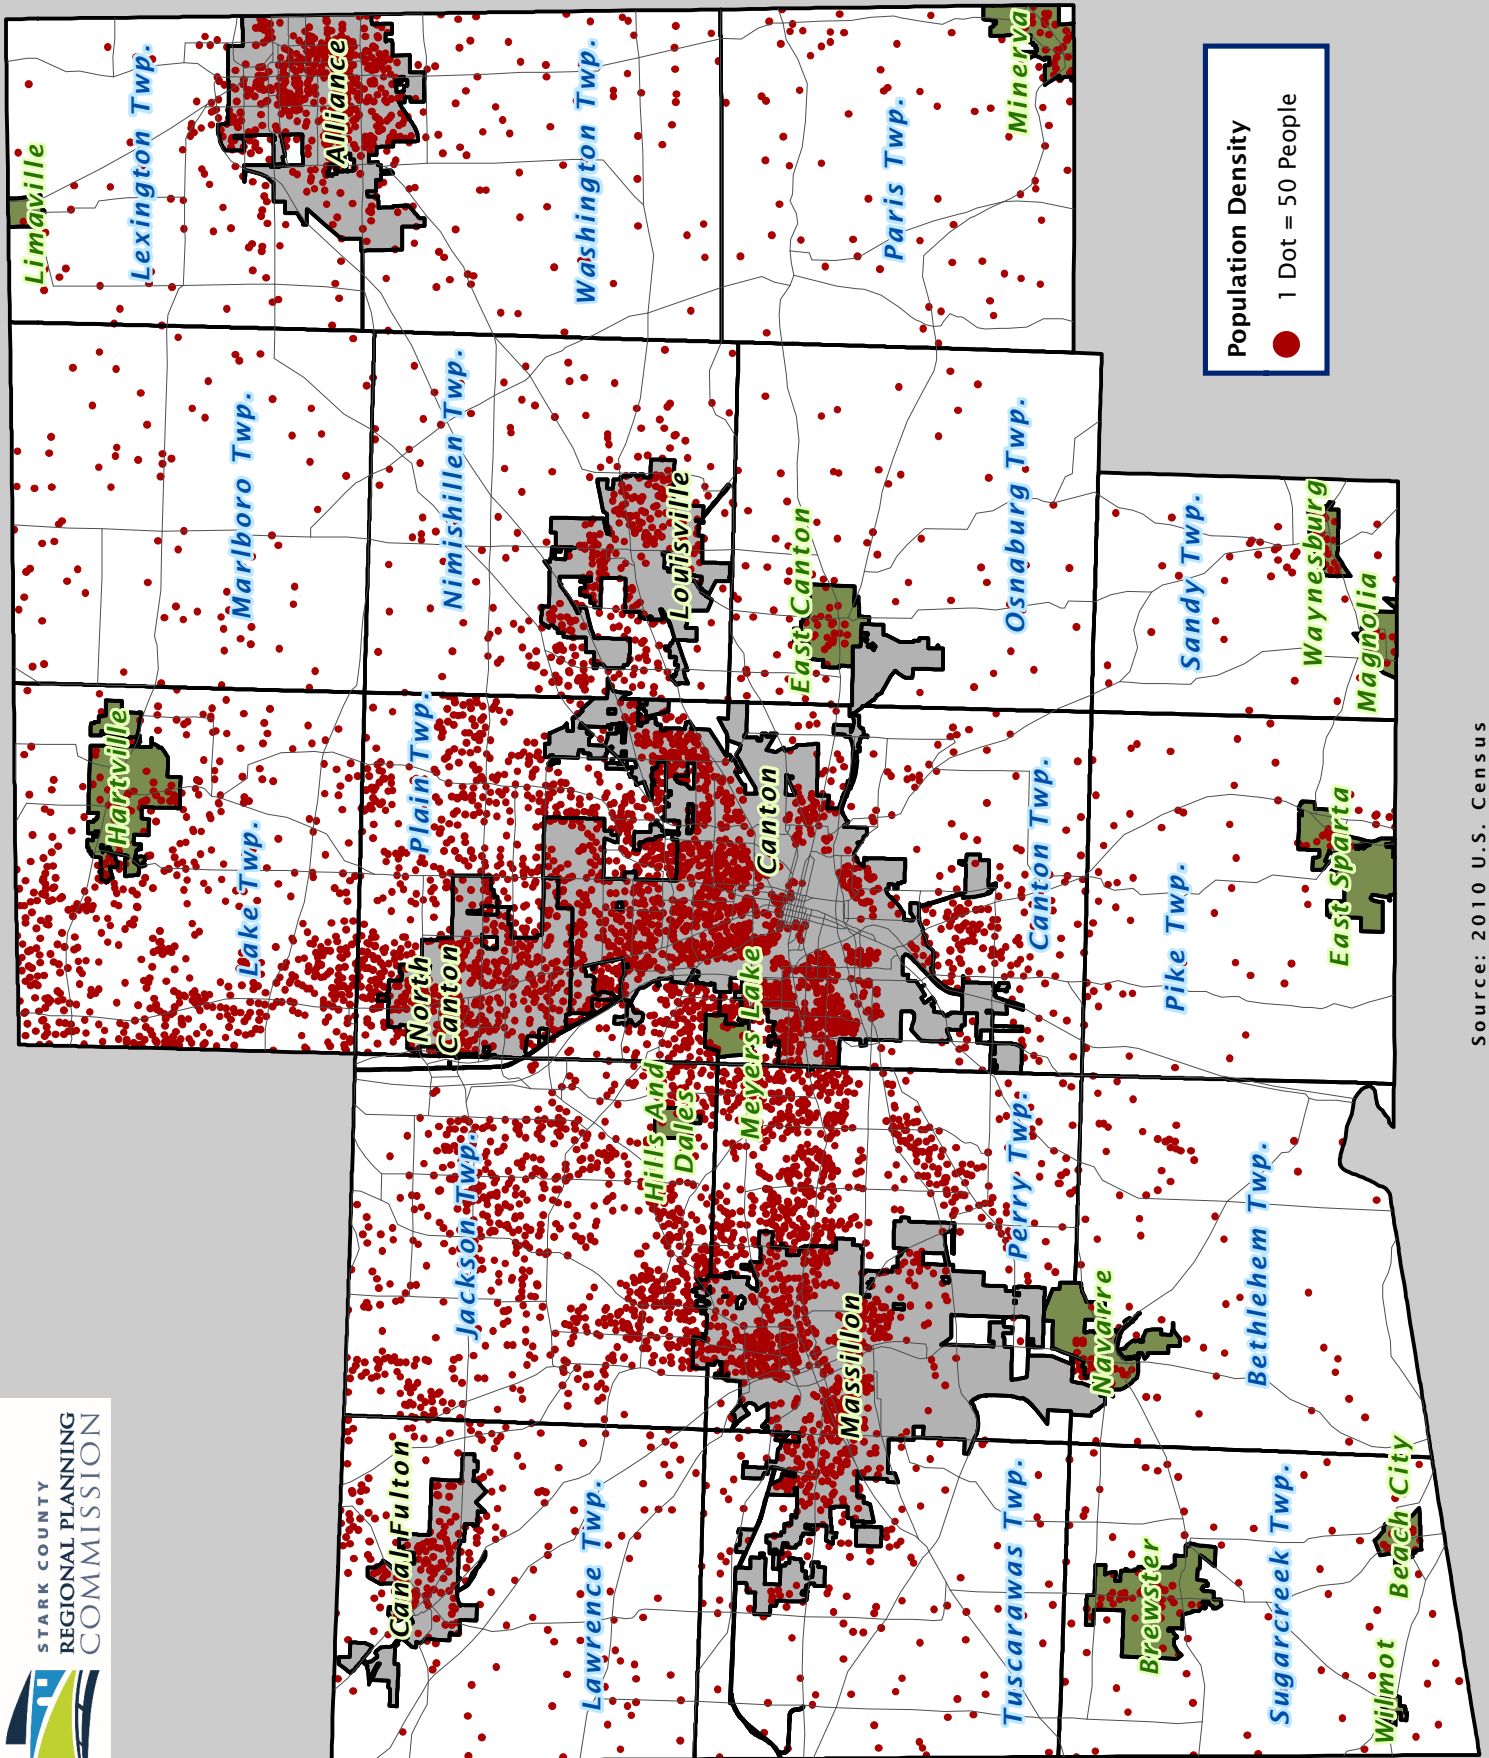 STARK COUNTY
REGIONAL PLANNING
COMMISSION
Canal Fulton
Lawrence Twp.
Tuscarawas Twp.
Brewster
Sugarcreek Twp.
Wilmot
Beach City
Jackson Twp.
Hills And
Dales
Massillon
Perry Twp.
Navarre
Bethlehem Twp.
Lake Twp.
Hartville
Plain Twp.
North
Canton
Meyers Lake
Canton
Canton Twp.
Pike Twp.
East Sparta
Marlboro Twp.
Nimishillen Twp.
Louisville
East Canton
Osnaburg Twp.
Sandy Twp.
Waynesburg
Magnolia
Limaville
Lexington Twp.
Alliance
Washington Twp.
Paris Twp.
Minerva
Population Density
1 Dot = 50 People
Source: 2010 U.S. Census